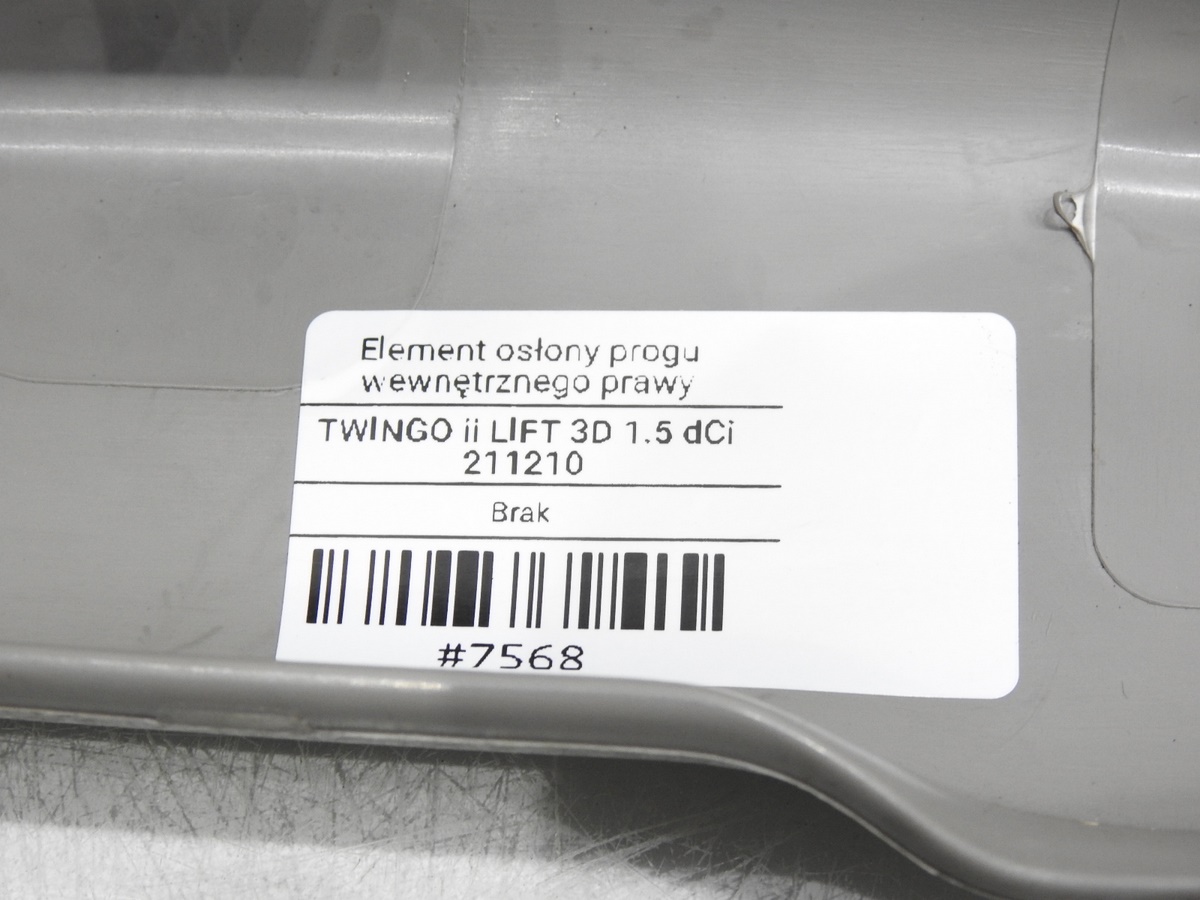 Element osłony progu
wewnętrznego prawy
TWINGO ii LIFT 3D 1.5 dCi
211210
Brak
#7568